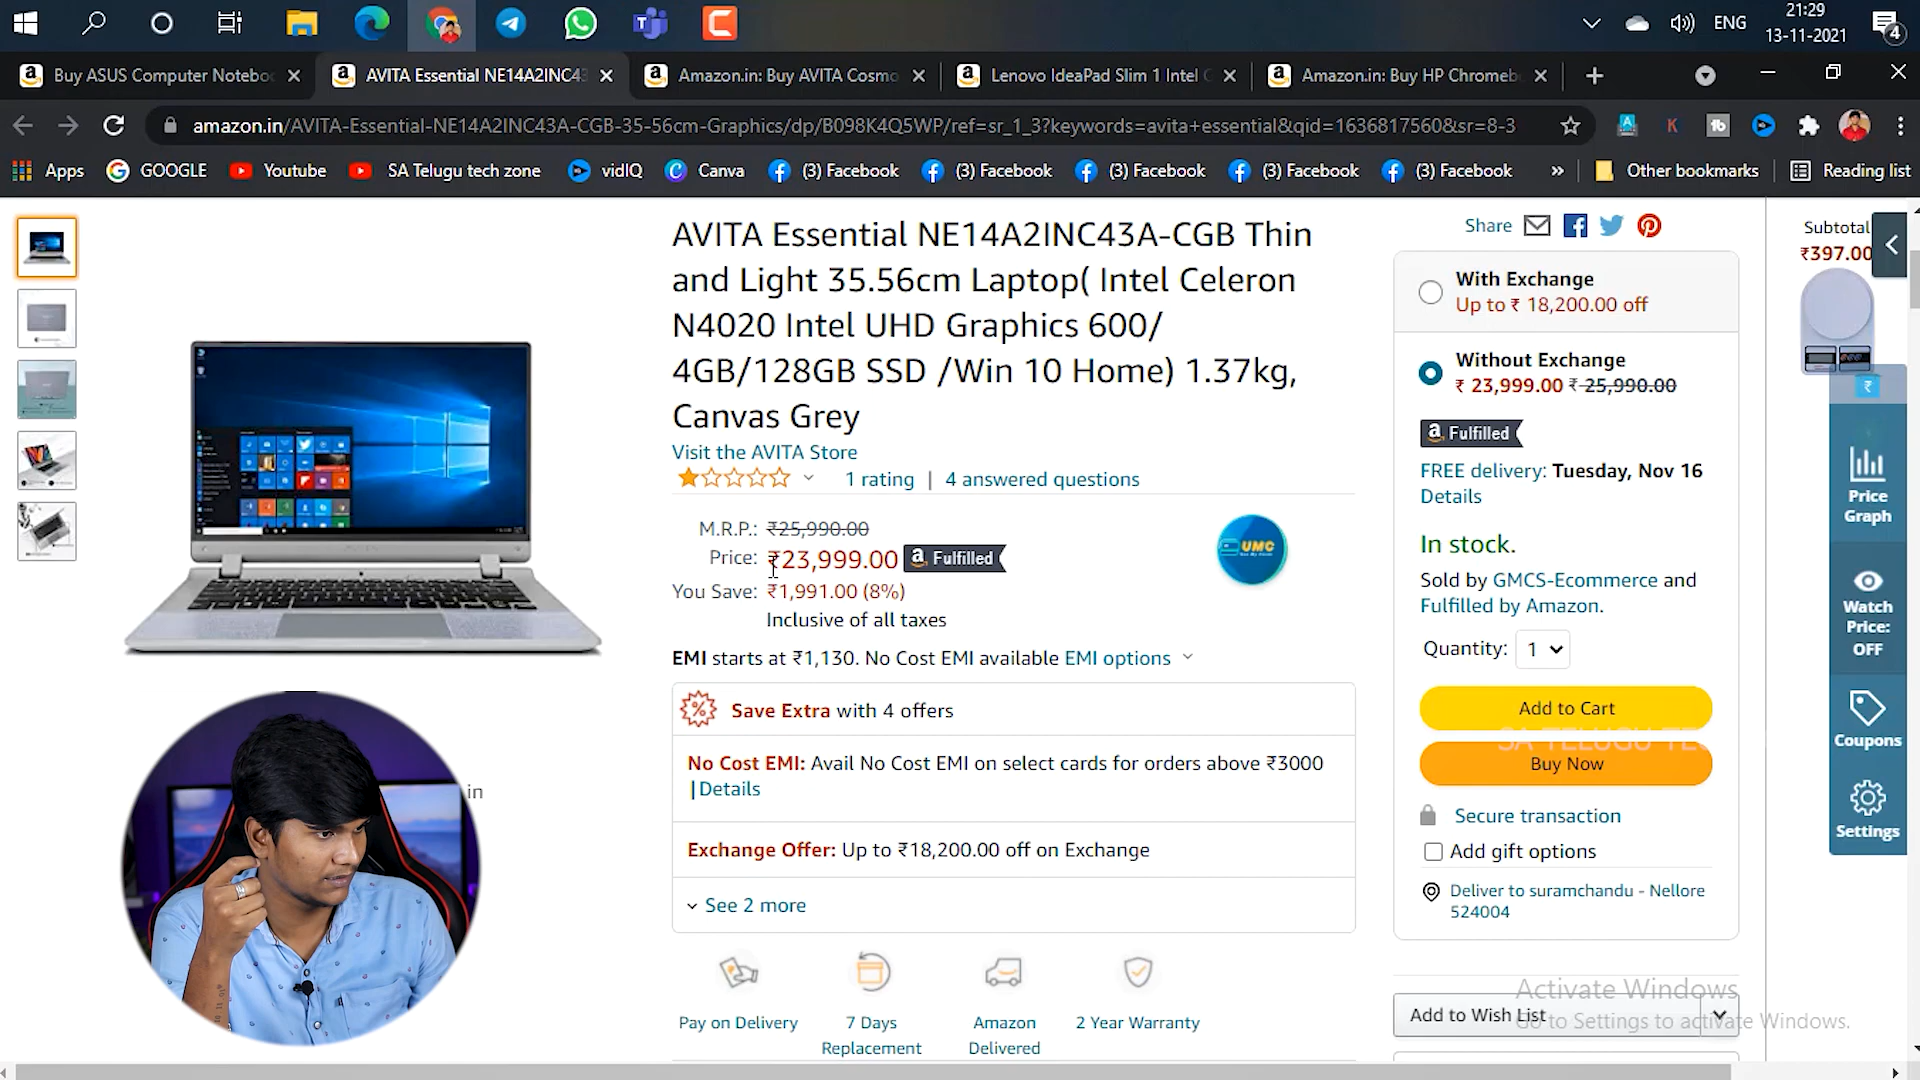 ENG
21:29
13-11-2021
4
Buy ASUS Computer Notebo
AVITA Essential NE14A2INC43
Amazon.in: Buy AVITA Cosmo
Lenovo IdeaPad Slim 1 Intel C
Amazon.in: Buy HP Chromeb
amazon.in/AVITA-Essential-NE14A2INC43A-CGB-35-56cm-Graphics/dp/B098K4Q5WP/ref=sr_1_3?keywords=avita+essential&qid=1636817560&sr=8-3
Apps
GOOGLE
Youtube
SA Telugu tech zone
vidIQ
Canva
(3) Facebook
(3) Facebook
(3) Facebook
(3) Facebook
(3) Facebook
»
Other bookmarks
Reading list
AVITA Essential NE14A2INC43A-CGB Thin
and Light 35.56cm Laptop( Intel Celeron
N4020 Intel UHD Graphics 600/
4GB/128GB SSD /Win 10 Home) 1.37kg,
Canvas Grey
Visit the AVITA Store
1 rating | 4 answered questions
M.R.P.: ₹25,990.00
Price: ₹23,999.00 Fulfilled
You Save: ₹1,991.00 (8%)
Inclusive of all taxes
UMC
EMI starts at ₹1,130. No Cost EMI available EMI options
Save Extra with 4 offers
No Cost EMI: Avail No Cost EMI on select cards for orders above ₹3000
|Details
Exchange Offer: Up to ₹18,200.00 off on Exchange
See 2 more
Pay on Delivery
7 Days
Replacement
Amazon
Delivered
2 Year Warranty
in
Share
With Exchange
Up to ₹ 18,200.00 off
Without Exchange
₹ 23,999.00 ₹ 25,990.00
Fulfilled
FREE delivery: Tuesday, Nov 16
Details
In stock.
Sold by GMCS-Ecommerce and
Fulfilled by Amazon.
Quantity: 1
Add to Cart
SA TELUGU TE
Buy Now
Secure transaction
Add gift options
Deliver to suramchandu - Nellore
524004
Add to Wish List
Activate Windows
Go to Settings to activate Windows.
Subtotal
₹397.00
₹
Price
Graph
Watch
Price:
OFF
Coupons
Settings